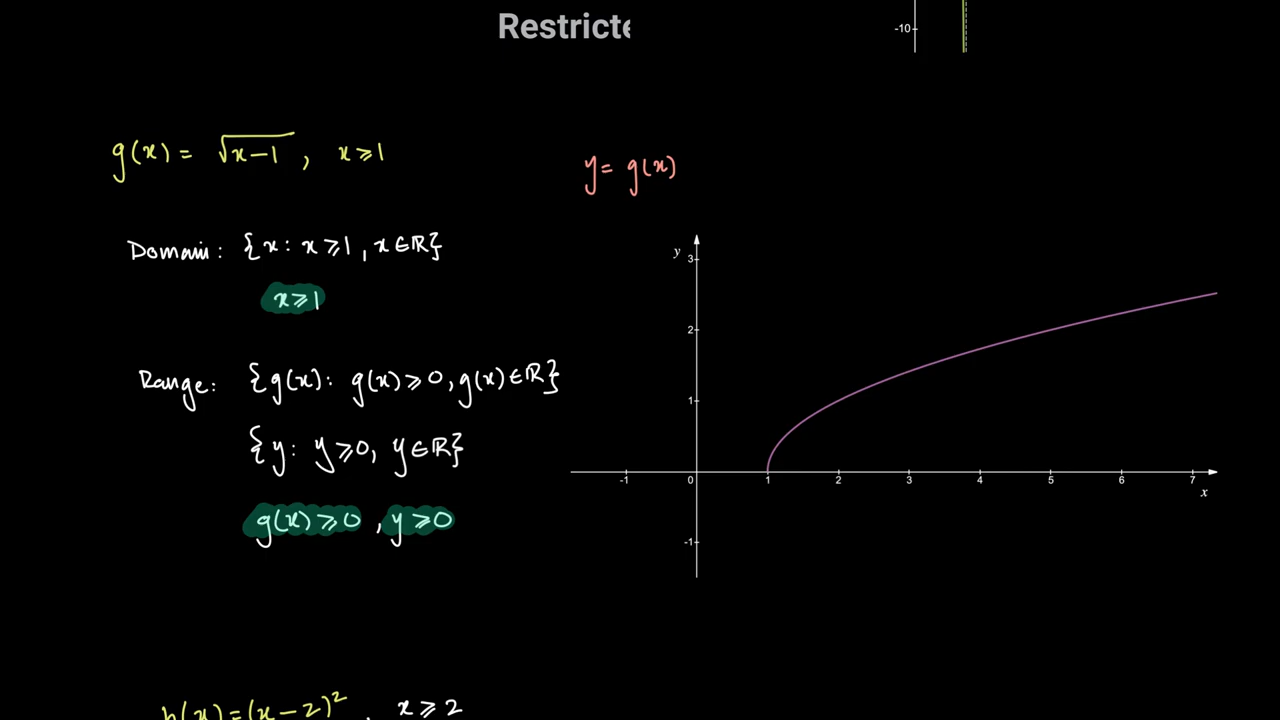 Restricte
-10
g(x) = √(x-1) , x ⩾ 1
y = g(x)
Domain: {x: x ⩾ 1, x ∈ ℝ}
x ⩾ 1
Range: {g(x): g(x) ⩾ 0, g(x) ∈ ℝ}
{y: y ⩾ 0, y ∈ ℝ}
g(x) ⩾ 0 , y ⩾ 0
y
3
2
1
-1 0 1 2 3 4 5 6 7
x
-1
h(x) = (x-2)² , x ⩾ 2